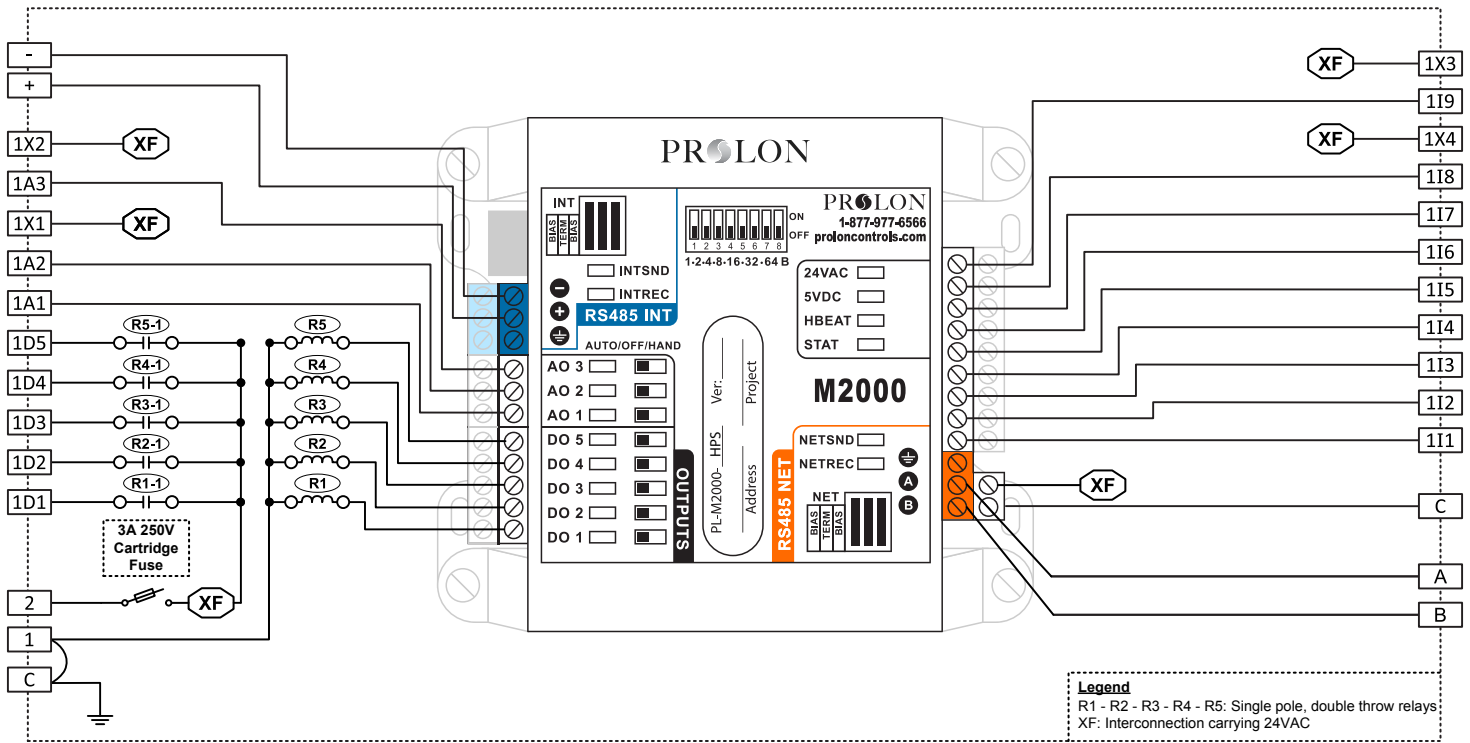 -
+
1X2
XF
1A3
1X1
XF
1A2
1A1
1D5
R5-1
R5
1D4
R4-1
R4
1D3
R3-1
R3
1D2
R2-1
R2
1D1
R1-1
R1
3A 250V
Cartridge
Fuse
2
XF
1
C
PROLON
INT
BIAS
TERM
BIAS
INTSND
INTREC
RS485 INT
ON
OFF
1 2 3 4 5 6 7 8
1·2·4·8·16·32·64 B
PROLON
1-877-977-6566
proloncontrols.com
24VAC
5VDC
HBEAT
STAT
AUTO/OFF/HAND
AO 3
AO 2
AO 1
DO 5
DO 4
DO 3
DO 2
DO 1
OUTPUTS
PL-M2000-___HPS Ver:____
Address Project
M2000
RS485 NET
NETSND
NETREC
A
B
NET
BIAS
TERM
BIAS
XF
1X3
1I9
XF
1X4
1I8
1I7
1I6
1I5
1I4
1I3
1I2
1I1
XF
C
A
B
Legend
R1 - R2 - R3 - R4 - R5: Single pole, double throw relays
XF: Interconnection carrying 24VAC